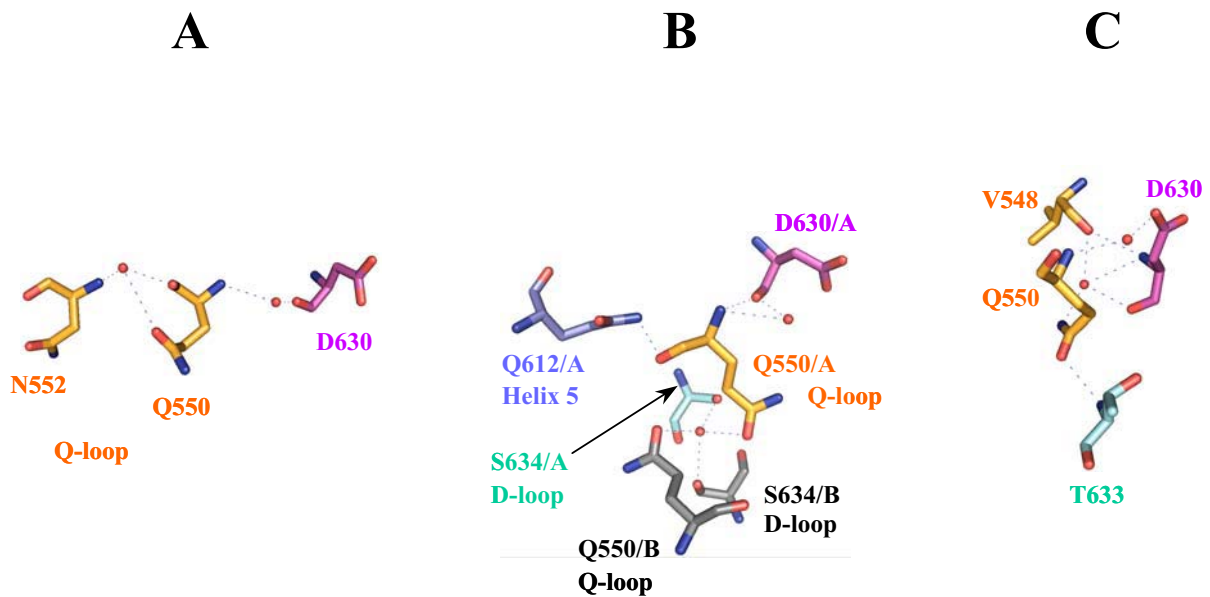 A
N552
Q550
Q-loop
D630
B
D630/A
Q612/A
Helix 5
Q550/A
Q-loop
S634/A
D-loop
S634/B
D-loop
Q550/B
Q-loop
C
V548
D630
Q550
T633